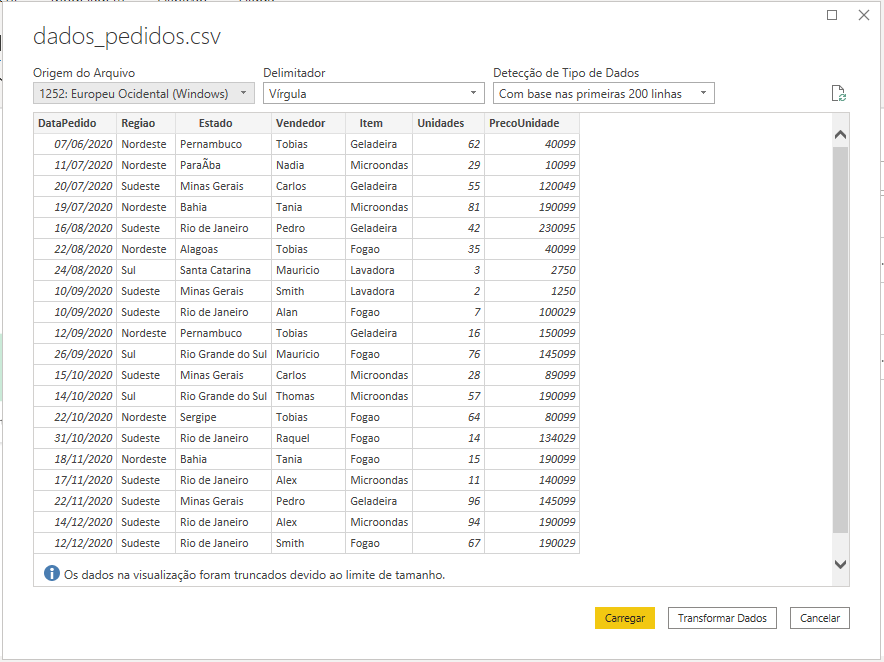 dados_pedidos.csv
Origem do Arquivo Delimitador Detecção de Tipo de Dados
1252: Europeu Ocidental (Windows) Vírgula Com base nas primeiras 200 linhas
DataPedido Regiao Estado Vendedor Item Unidades PrecoUnidade
07/06/2020 Nordeste Pernambuco Tobias Geladeira 62 40099
11/07/2020 Nordeste ParaÃba Nadia Microondas 29 10099
20/07/2020 Sudeste Minas Gerais Carlos Geladeira 55 120049
19/07/2020 Nordeste Bahia Tania Microondas 81 190099
16/08/2020 Sudeste Rio de Janeiro Pedro Geladeira 42 230095
22/08/2020 Nordeste Alagoas Tobias Fogao 35 40099
24/08/2020 Sul Santa Catarina Mauricio Lavadora 3 2750
10/09/2020 Sudeste Minas Gerais Smith Lavadora 2 1250
10/09/2020 Sudeste Rio de Janeiro Alan Fogao 7 100029
12/09/2020 Nordeste Pernambuco Tobias Geladeira 16 150099
26/09/2020 Sul Rio Grande do Sul Mauricio Fogao 76 145099
15/10/2020 Sudeste Minas Gerais Carlos Microondas 28 89099
14/10/2020 Sul Rio Grande do Sul Thomas Microondas 57 190099
22/10/2020 Nordeste Sergipe Tobias Fogao 64 80099
31/10/2020 Sudeste Rio de Janeiro Raquel Fogao 14 134029
18/11/2020 Nordeste Bahia Tania Fogao 15 190099
17/11/2020 Sudeste Rio de Janeiro Alex Microondas 11 140099
22/11/2020 Sudeste Minas Gerais Pedro Geladeira 96 145099
14/12/2020 Sudeste Rio de Janeiro Alex Microondas 94 190099
12/12/2020 Sudeste Rio de Janeiro Smith Fogao 67 190029
Os dados na visualização foram truncados devido ao limite de tamanho.
Carregar Transformar Dados Cancelar